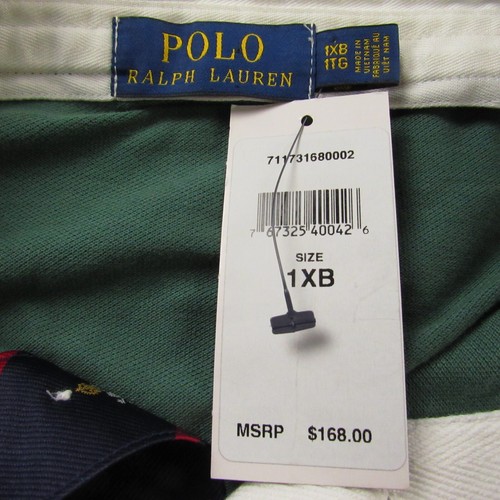 POLO
RALPH LAUREN
1XB
1TG
MADE IN
VIETNAM
FABRIQUÉ AU
VIÊT NAM
711731680002
7 67325 40042 6
SIZE
1XB
MSRP $168.00